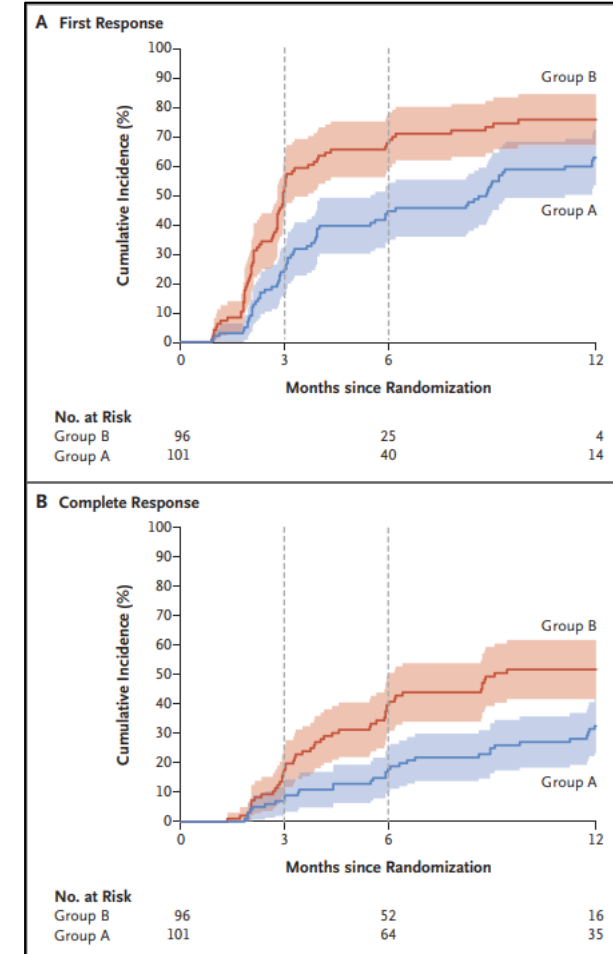 A First Response
100
90
80
70
60
50
40
30
20
10
0
Cumulative Incidence (%)
Group B
Group A
0 3 6 12
Months since Randomization
No. at Risk
Group B 96 25 4
Group A 101 40 14
B Complete Response
100
90
80
70
60
50
40
30
20
10
0
Cumulative Incidence (%)
Group B
Group A
0 3 6 12
Months since Randomization
No. at Risk
Group B 96 52 16
Group A 101 64 35